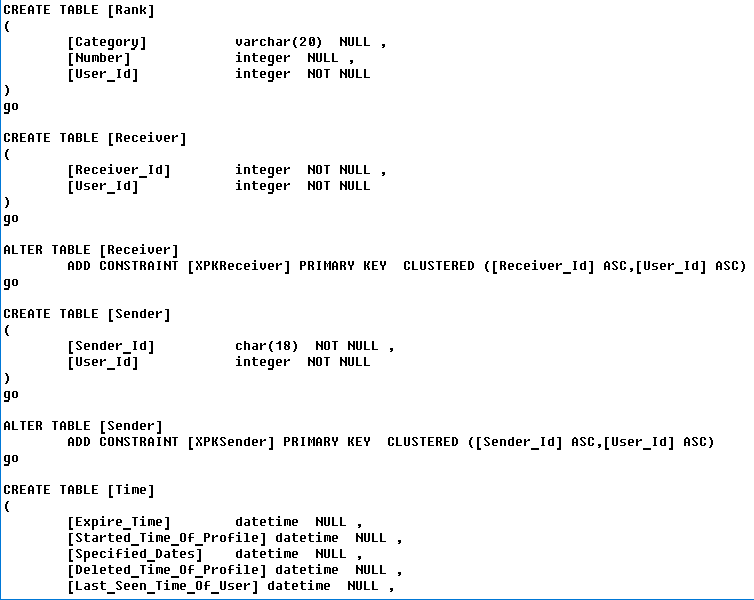 CREATE TABLE [Rank]
(
[Category] varchar(20) NULL ,
[Number] integer NULL ,
[User_Id] integer NOT NULL
)
go
CREATE TABLE [Receiver]
(
[Receiver_Id] integer NOT NULL ,
[User_Id] integer NOT NULL
)
go
ALTER TABLE [Receiver]
ADD CONSTRAINT [XPKReceiver] PRIMARY KEY CLUSTERED ([Receiver_Id] ASC,[User_Id] ASC)
go
CREATE TABLE [Sender]
(
[Sender_Id] char(18) NOT NULL ,
[User_Id] integer NOT NULL
)
go
ALTER TABLE [Sender]
ADD CONSTRAINT [XPKSender] PRIMARY KEY CLUSTERED ([Sender_Id] ASC,[User_Id] ASC)
go
CREATE TABLE [Time]
(
[Expire_Time] datetime NULL ,
[Started_Time_Of_Profile] datetime NULL ,
[Specified_Dates] datetime NULL ,
[Deleted_Time_Of_Profile] datetime NULL ,
[Last_Seen_Time_Of_User] datetime NULL ,